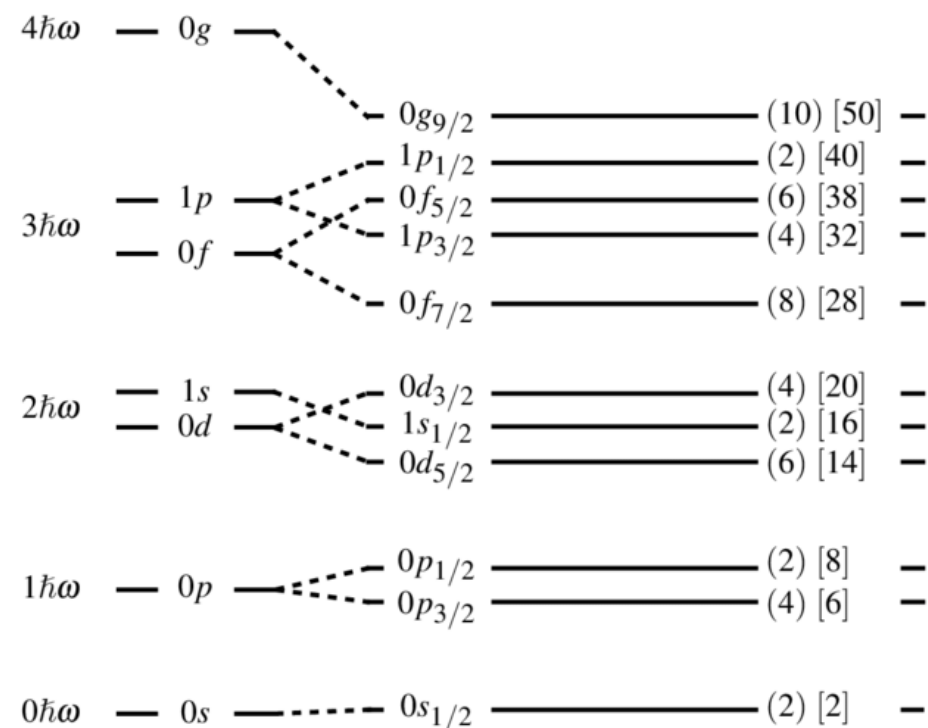 4ħω 0g
0g9/2 (10) [50]
1p1/2 (2) [40]
1p 0f5/2 (6) [38]
3ħω 1p3/2 (4) [32]
0f
0f7/2 (8) [28]
1s 0d3/2 (4) [20]
2ħω 0d 1s1/2 (2) [16]
0d5/2 (6) [14]
0p1/2 (2) [8]
1ħω 0p 0p3/2 (4) [6]
0ħω 0s 0s1/2 (2) [2]